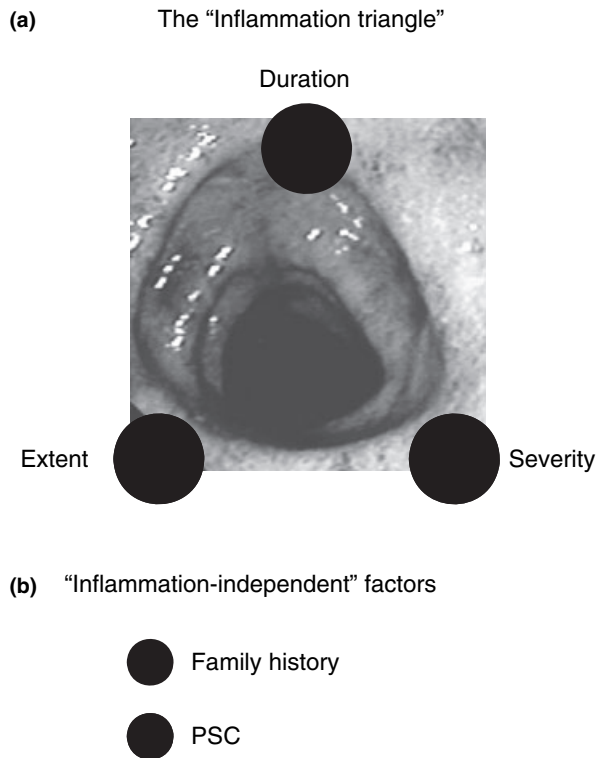 (a) The “Inflammation triangle”
Duration
Extent
Severity
(b) “Inflammation-independent” factors
Family history
PSC